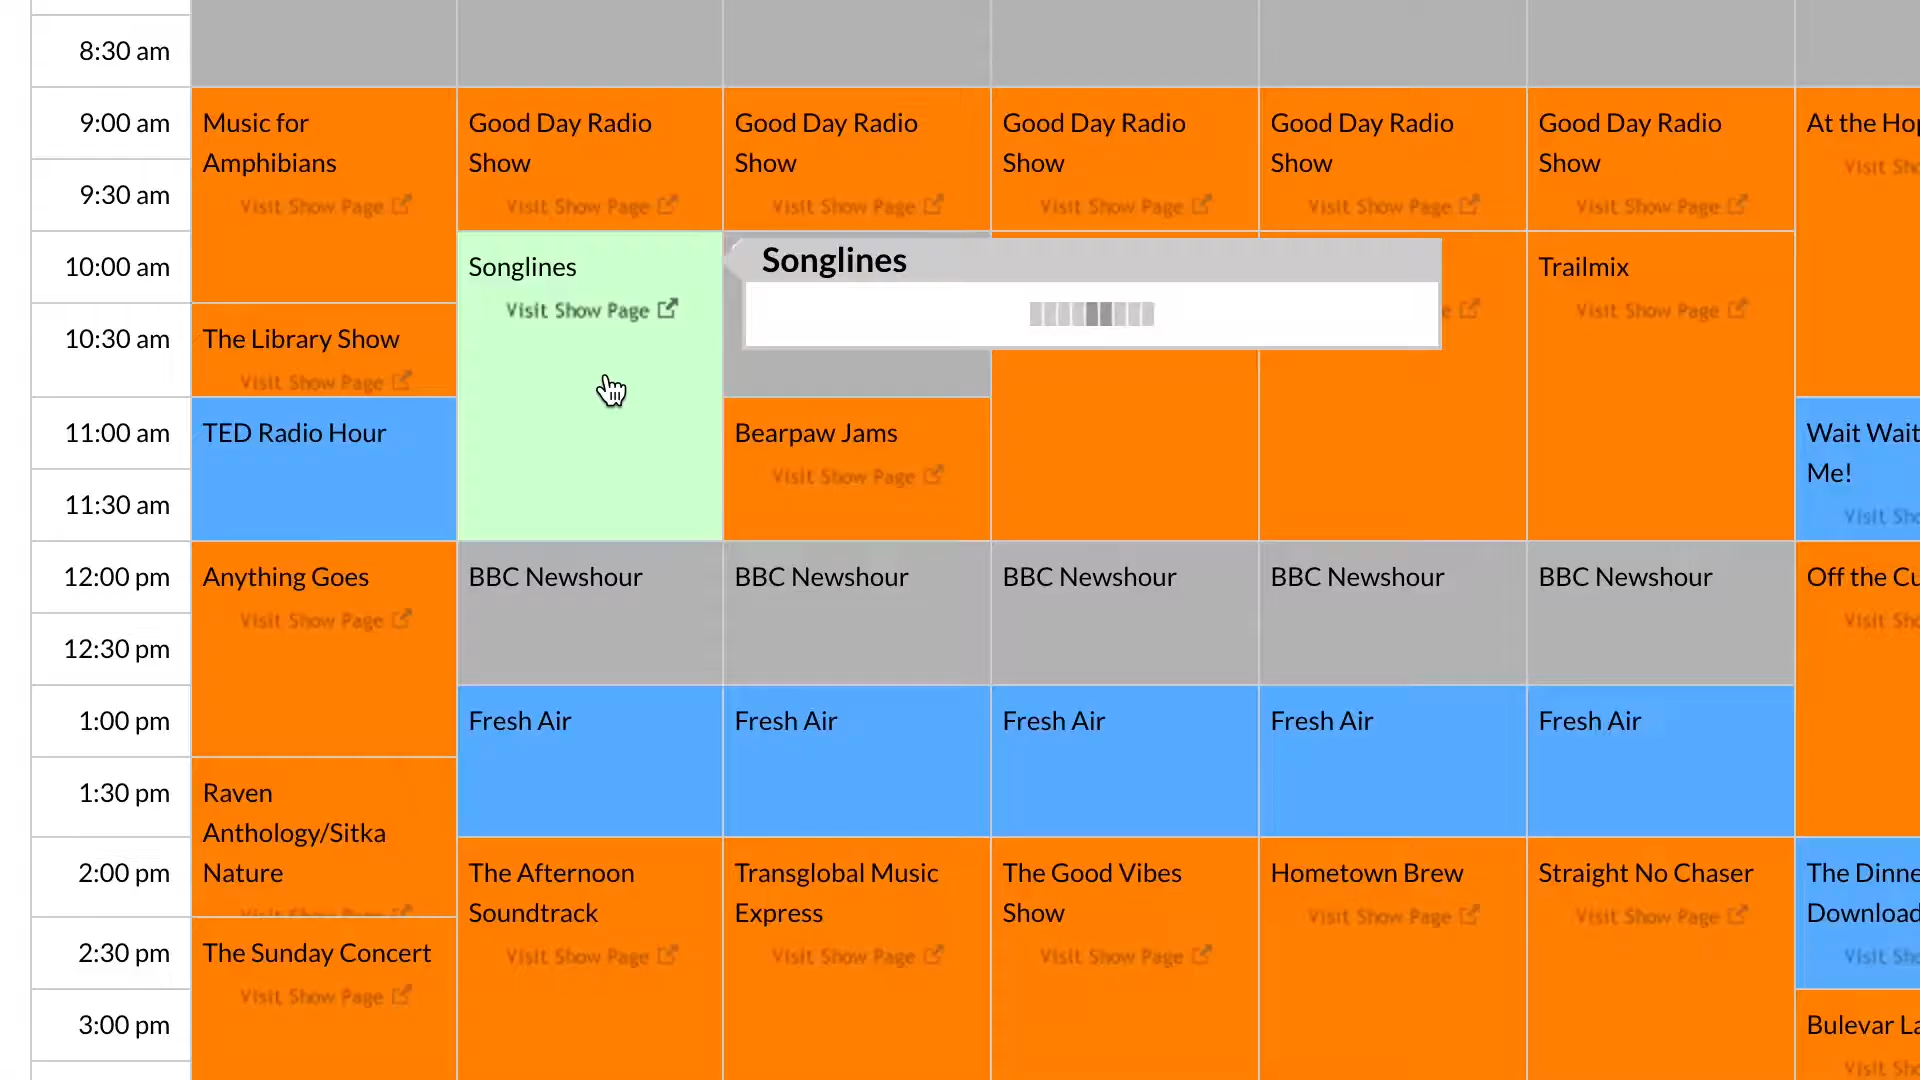 8:30 am
9:00 am
Music for
Amphibians
Visit Show Page
Good Day Radio
Show
Visit Show Page
Good Day Radio
Show
Visit Show Page
Good Day Radio
Show
Visit Show Page
Good Day Radio
Show
Visit Show Page
Good Day Radio
Show
Visit Show Page
At the
Visit
9:30 am
10:00 am
Songlines
Visit Show Page
Songlines
Trailmix
Visit Show Page
10:30 am
The Library Show
Visit Show Page
11:00 am
TED Radio Hour
Bearpaw Jams
Visit Show Page
Wait Wait
Me!
Visit
11:30 am
12:00 pm
Anything Goes
Visit Show Page
BBC Newshour
BBC Newshour
BBC Newshour
BBC Newshour
BBC Newshour
Off the
Visit
12:30 pm
1:00 pm
Fresh Air
Fresh Air
Fresh Air
Fresh Air
Fresh Air
1:30 pm
Raven
Anthology/Sitka
Nature
2:00 pm
The Afternoon
Soundtrack
Visit Show Page
Transglobal Music
Express
Visit Show Page
The Good Vibes
Show
Visit Show Page
Hometown Brew
Visit Show Page
Straight No Chaser
Visit Show Page
The
Download
Visit
2:30 pm
The Sunday Concert
Visit Show Page
3:00 pm
Bulevar
Visit